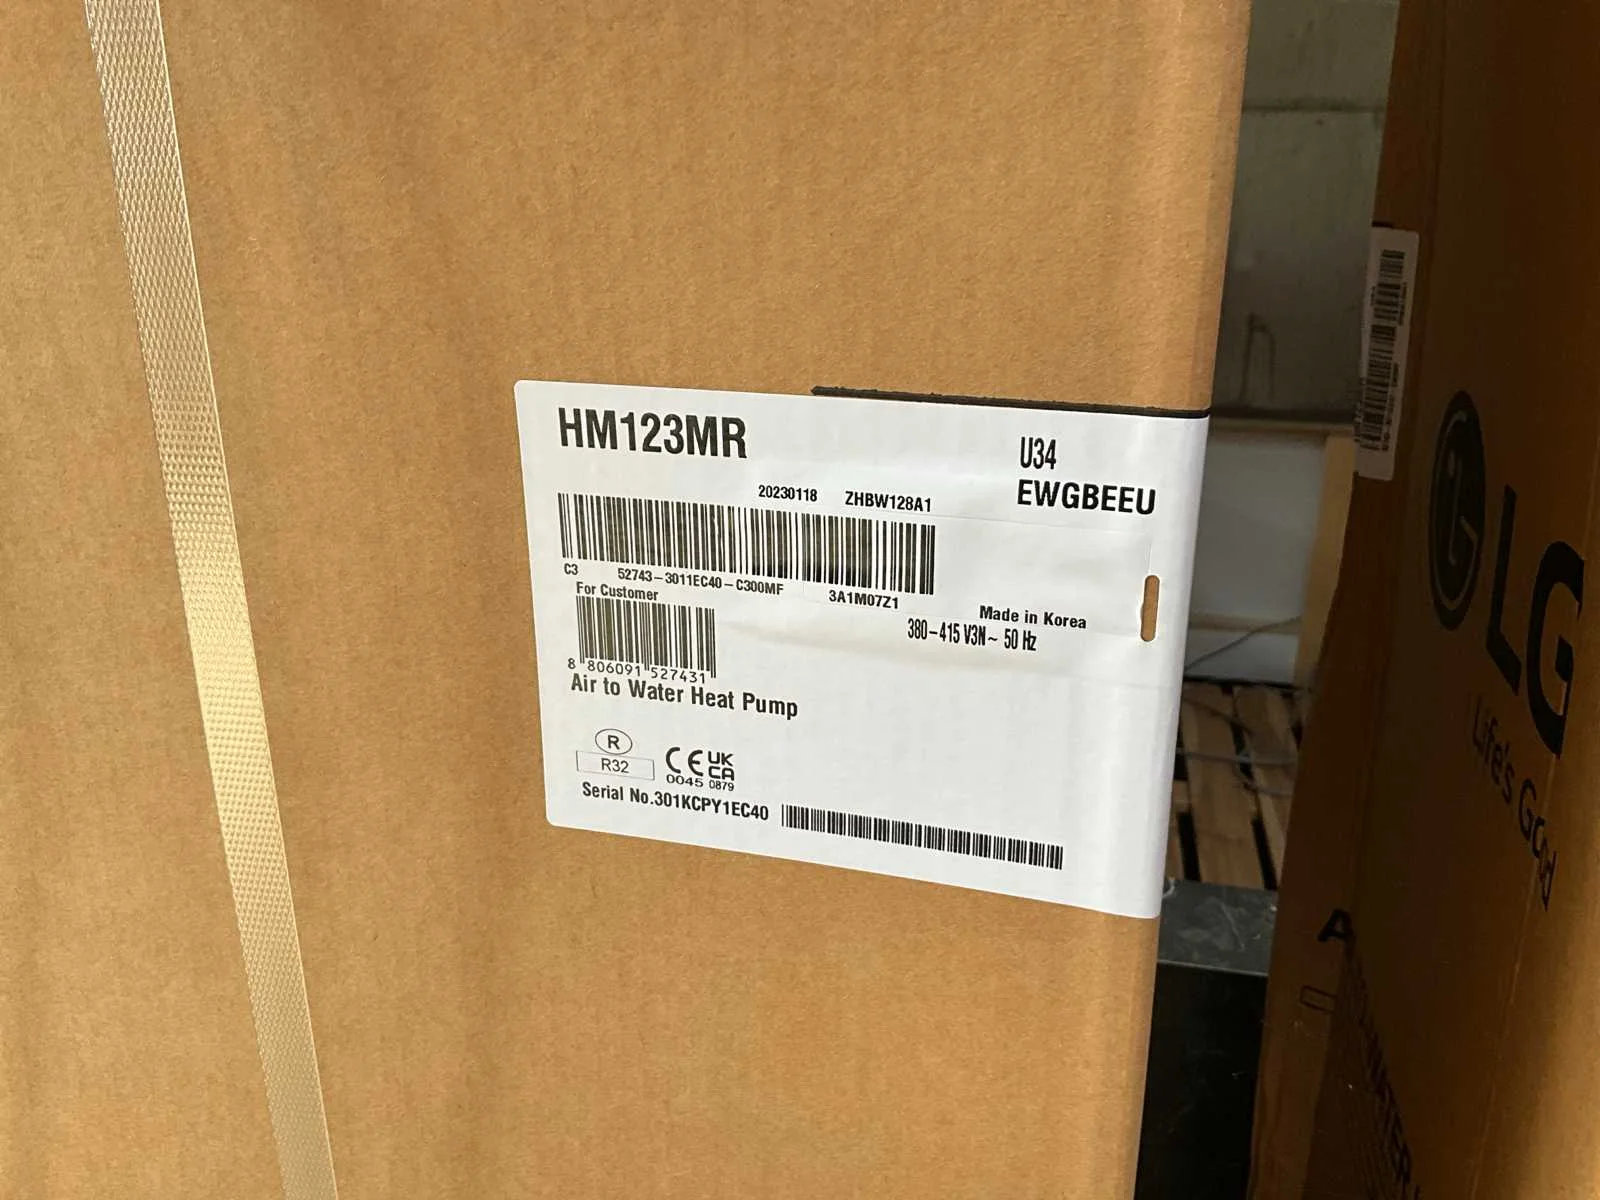 HM123MR
U34
EWGBEEU
20230118 ZHBW128A1
C3 52743-3011EC40-C300MF 3A1M07Z1
For Customer
Made in Korea
380-415 V3N~ 50 Hz
8 806091 527431
Air to Water Heat Pump
R
R32
CE UK CA
0045 0879
Serial No.301KCPY1EC40
LG
Life's Good